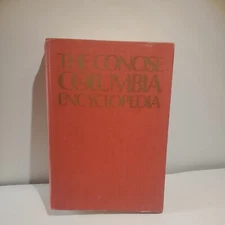 THE CONCISE
COLUMBIA
ENCYCLOPEDIA